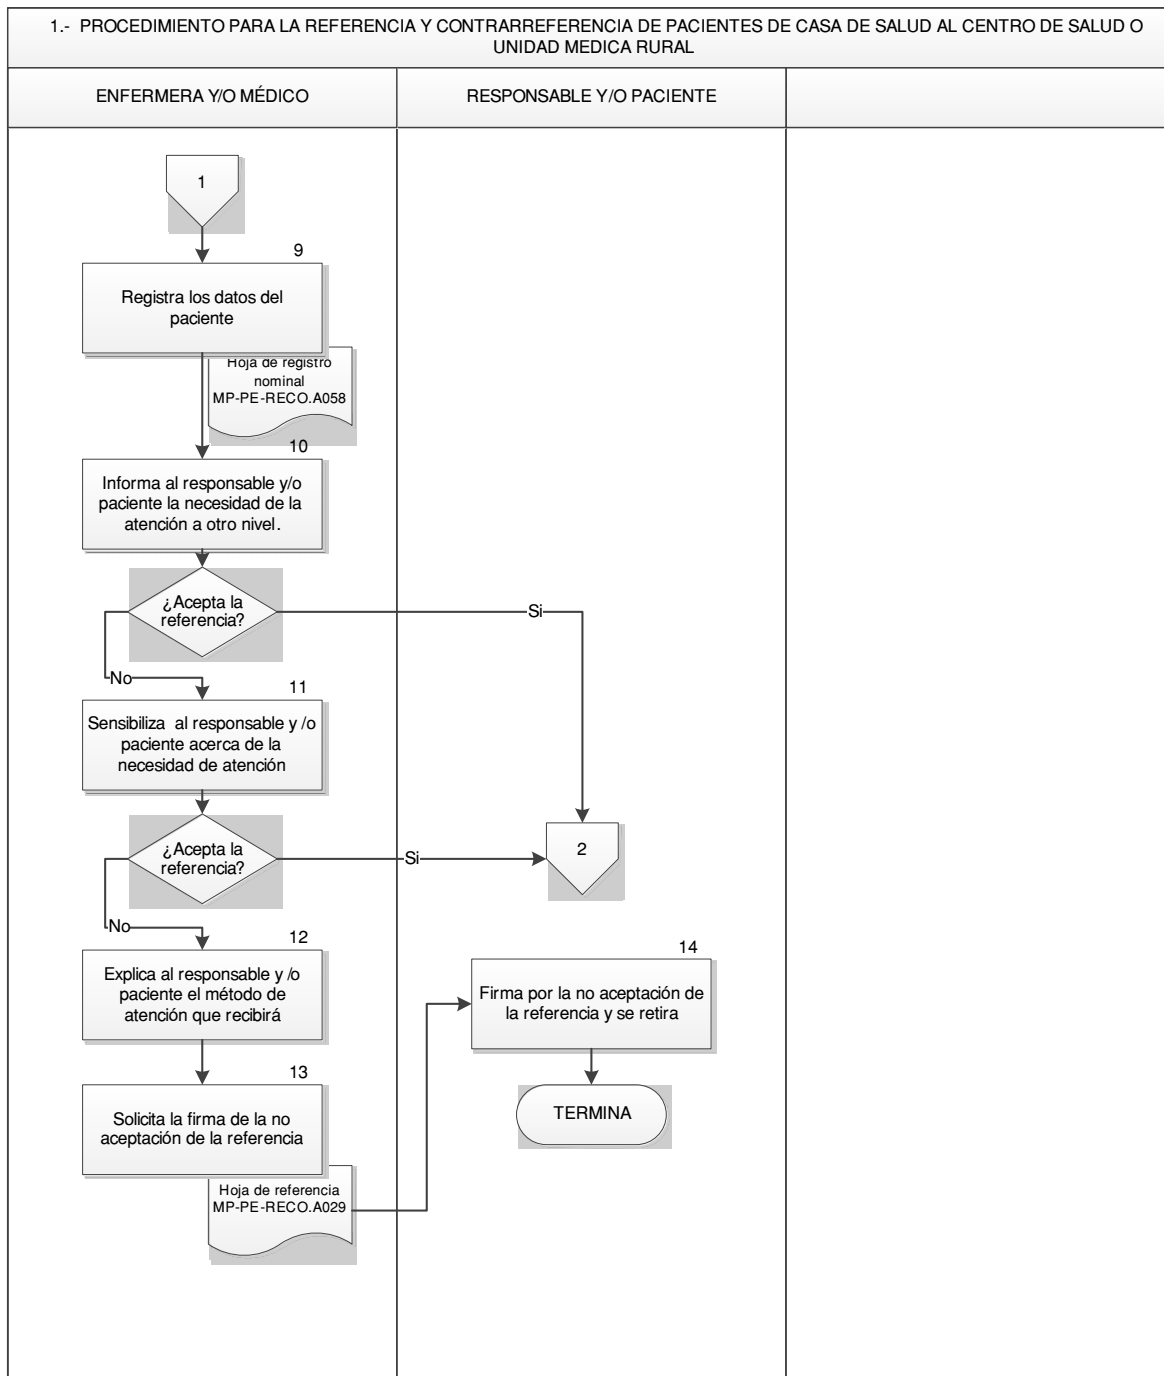 1.- PROCEDIMIENTO PARA LA REFERENCIA Y CONTRARREFERENCIA DE PACIENTES DE CASA DE SALUD AL CENTRO DE SALUD O
UNIDAD MEDICA RURAL
ENFERMERA Y/O MÉDICO
RESPONSABLE Y/O PACIENTE
1
9
Registra los datos del
paciente
Hoja de registro
nominal
MP-PE-RECO.A058
10
Informa al responsable y/o
paciente la necesidad de la
atención a otro nivel.
¿Acepta la
referencia?
Si
No
11
Sensibiliza al responsable y /o
paciente acerca de la
necesidad de atención
¿Acepta la
referencia?
Si
2
No
12
Explica al responsable y /o
paciente el método de
atención que recibirá
13
Solicita la firma de la no
aceptación de la referencia
Hoja de referencia
MP-PE-RECO.A029
14
Firma por la no aceptación de
la referencia y se retira
TERMINA